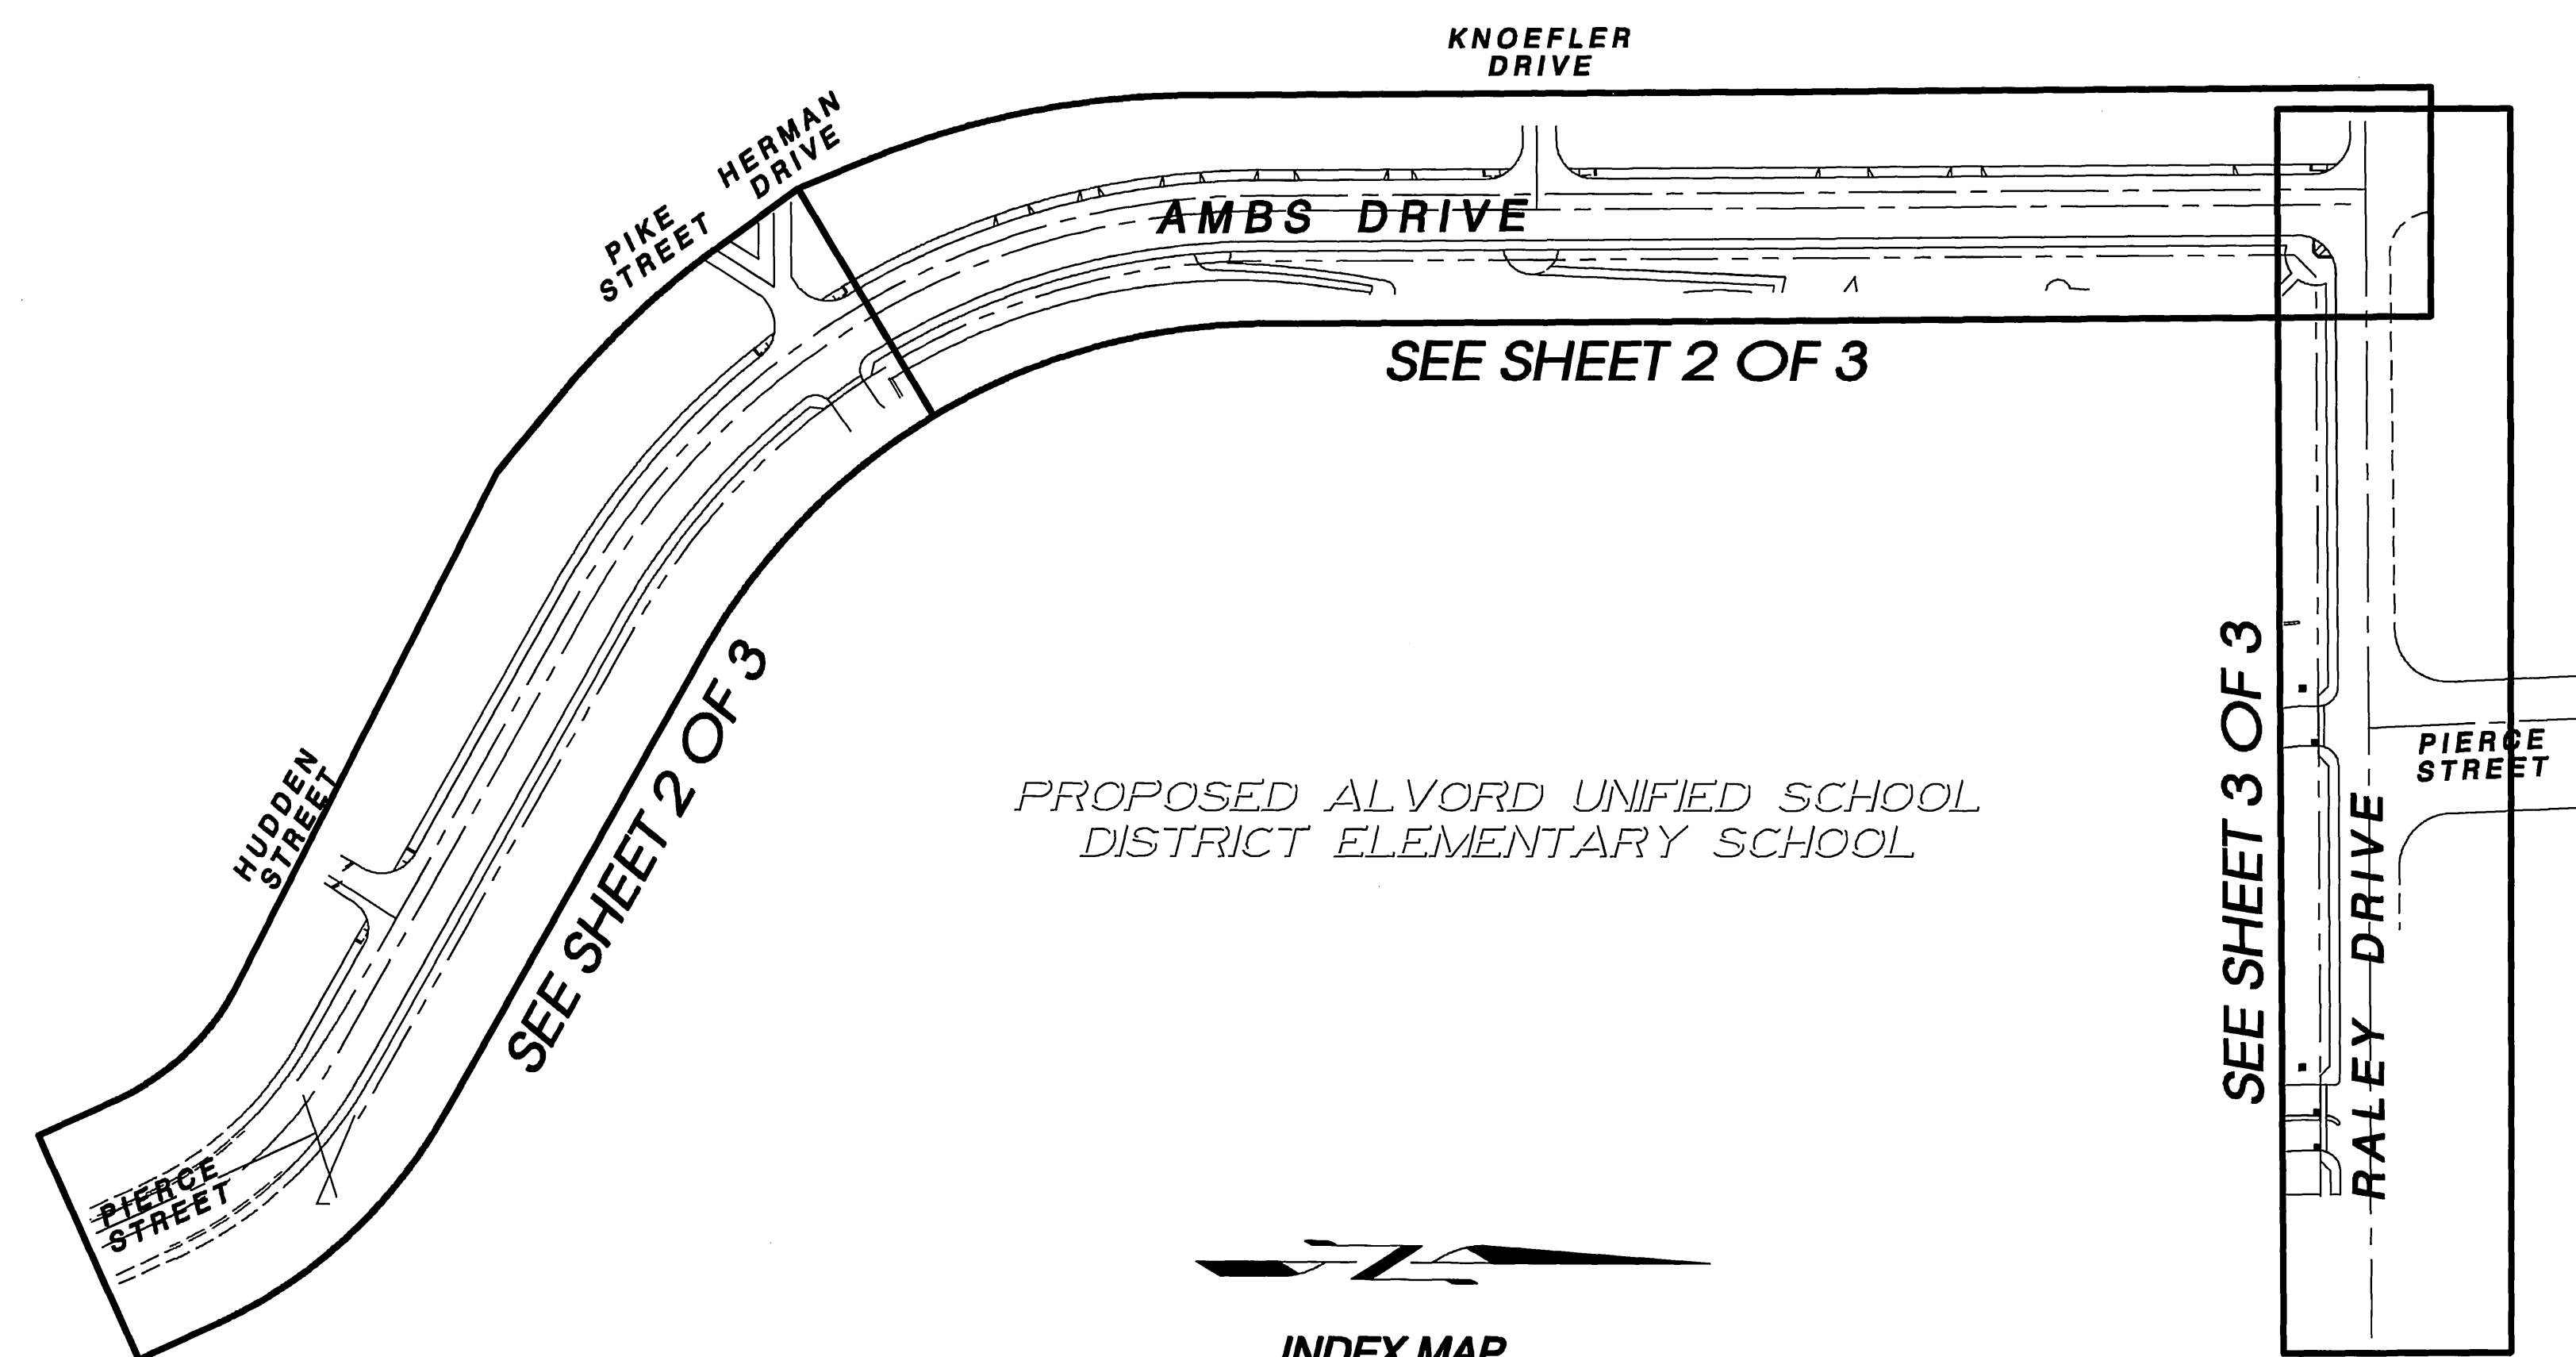 KNOEFLER
DRIVE
HERMAN
DRIVE
PIKE
STREET
AMBS DRIVE
SEE SHEET 2 OF 3
SEE SHEET 2 OF 3
SEE SHEET 3 OF 3
HUDDEN
STREET
PIERCE
STREET
PROPOSED ALVORD UNIFIED SCHOOL
DISTRICT ELEMENTARY SCHOOL
RALEY DRIVE
PIERCE
STREET
Z
INDEX MAP